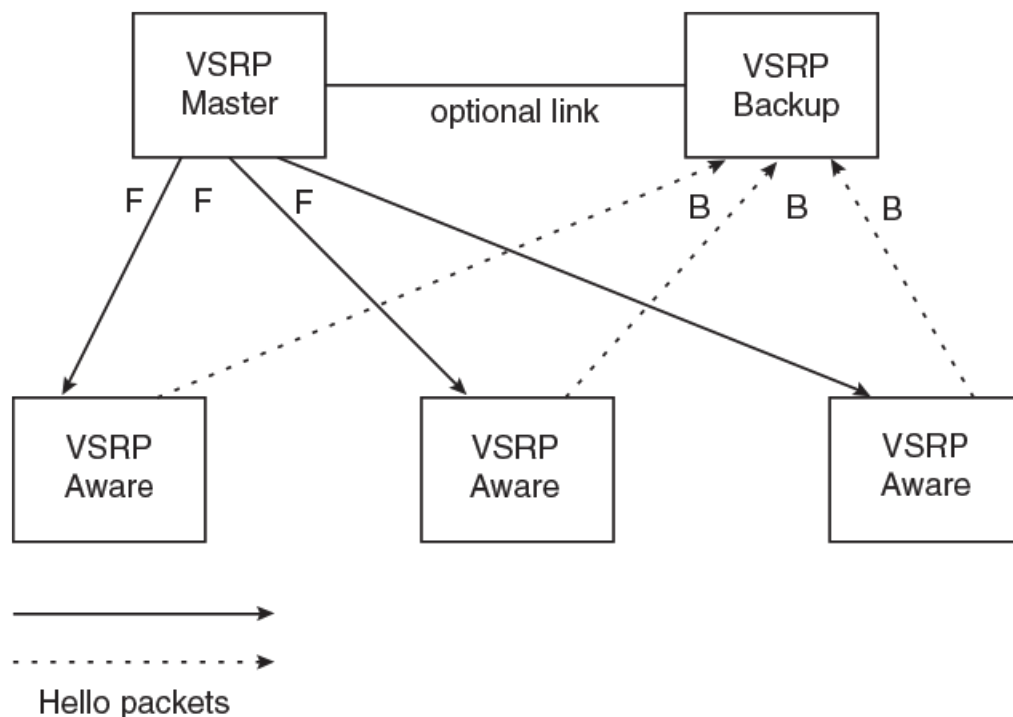 VSRP
Master
optional link
VSRP
Backup
F
F
F
B
B
B
VSRP
Aware
VSRP
Aware
VSRP
Aware
Hello packets